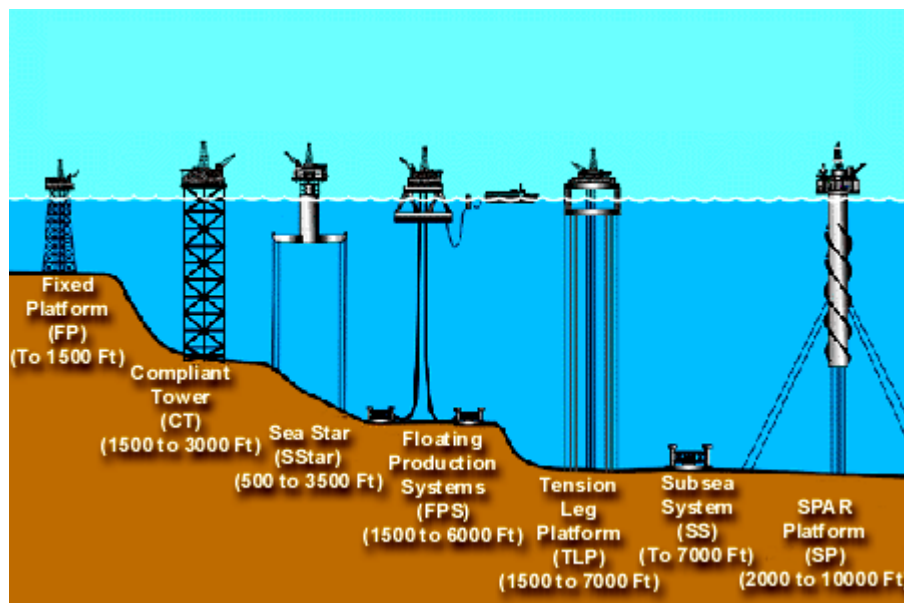 Fixed
Platform
(FP)
(To 1500 Ft)
Compliant
Tower
(CT)
(1500 to 3000 Ft)
Sea Star
(SStar)
(500 to 3500 Ft)
Floating
Production
Systems
(FPS)
(1500 to 6000 Ft)
Tension
Leg
Platform
(TLP)
(1500 to 7000 Ft)
Subsea
System
(SS)
(To 7000 Ft)
SPAR
Platform
(SP)
(2000 to 10000 Ft)